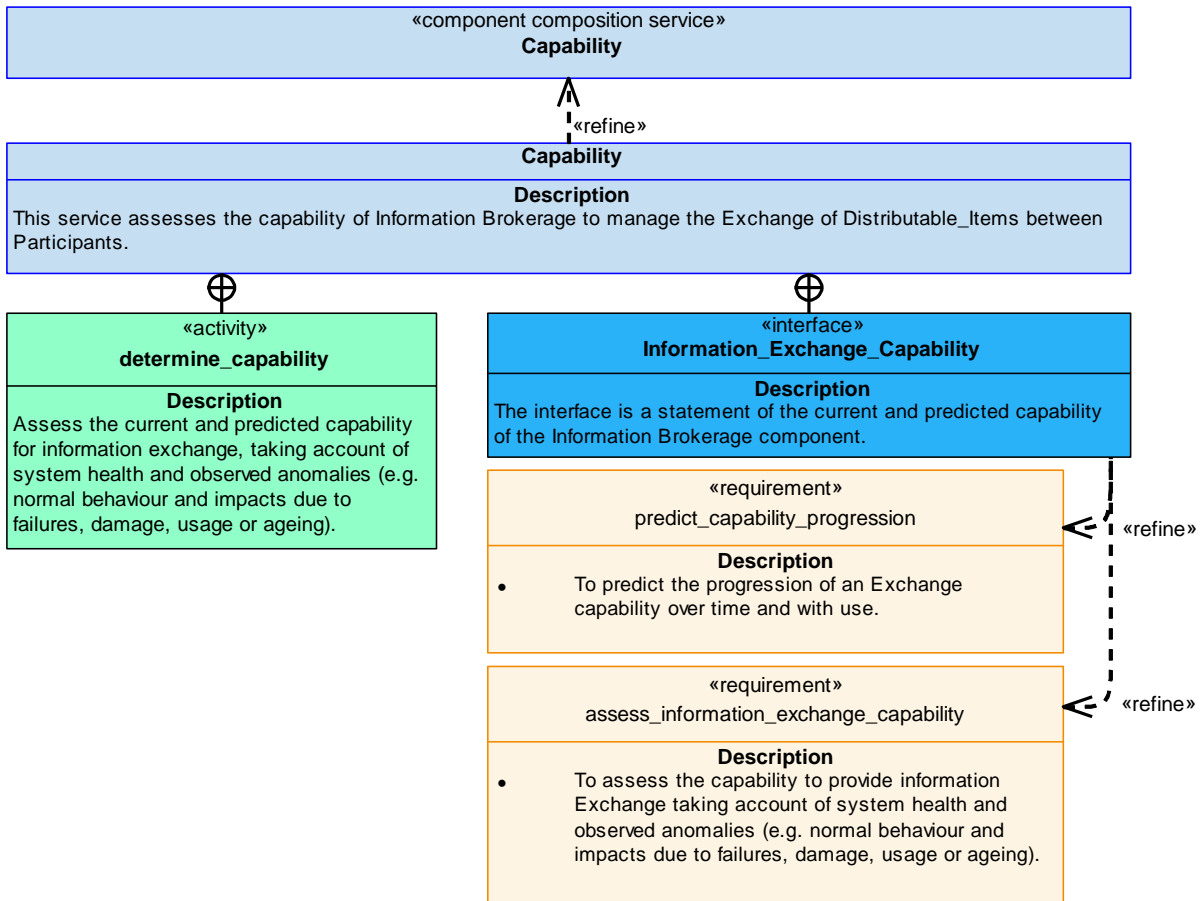 «component composition service»
Capability
«refine»
Capability
Description
This service assesses the capability of Information Brokerage to manage the Exchange of Distributable_Items between
Participants.
«activity»
determine_capability
Description
Assess the current and predicted capability
for information exchange, taking account of
system health and observed anomalies (e.g.
normal behaviour and impacts due to
failures, damage, usage or ageing).
«interface»
Information_Exchange_Capability
Description
The interface is a statement of the current and predicted capability
of the Information Brokerage component.
«requirement»
predict_capability_progression
Description
• To predict the progression of an Exchange
capability over time and with use.
«refine»
«requirement»
assess_information_exchange_capability
Description
• To assess the capability to provide information
Exchange taking account of system health and
observed anomalies (e.g. normal behaviour and
impacts due to failures, damage, usage or ageing).
«refine»